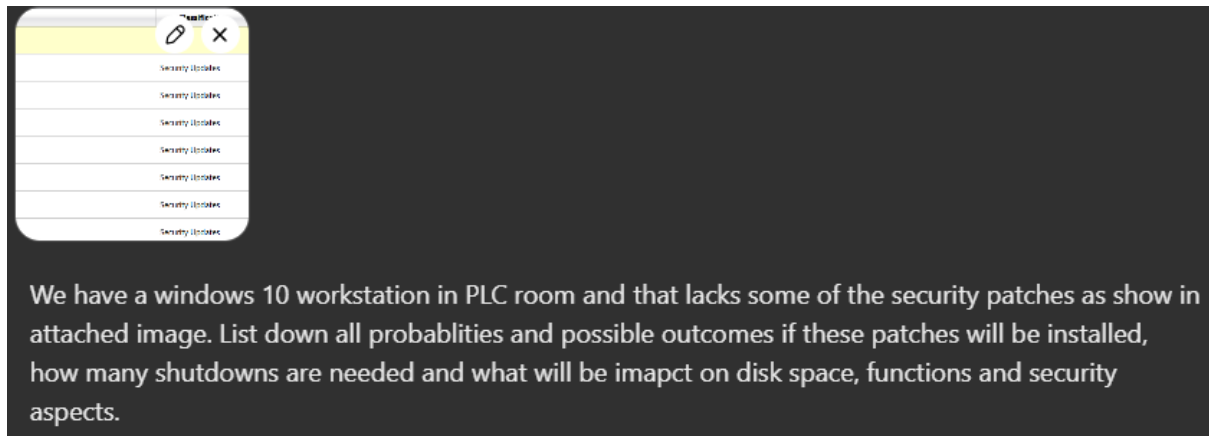 Security Updates
Security Updates
Security Updates
Security Updates
Security Updates
Security Updates
Security Updates
We have a windows 10 workstation in PLC room and that lacks some of the security patches as show in
attached image. List down all probablities and possible outcomes if these patches will be installed,
how many shutdowns are needed and what will be imapct on disk space, functions and security
aspects.